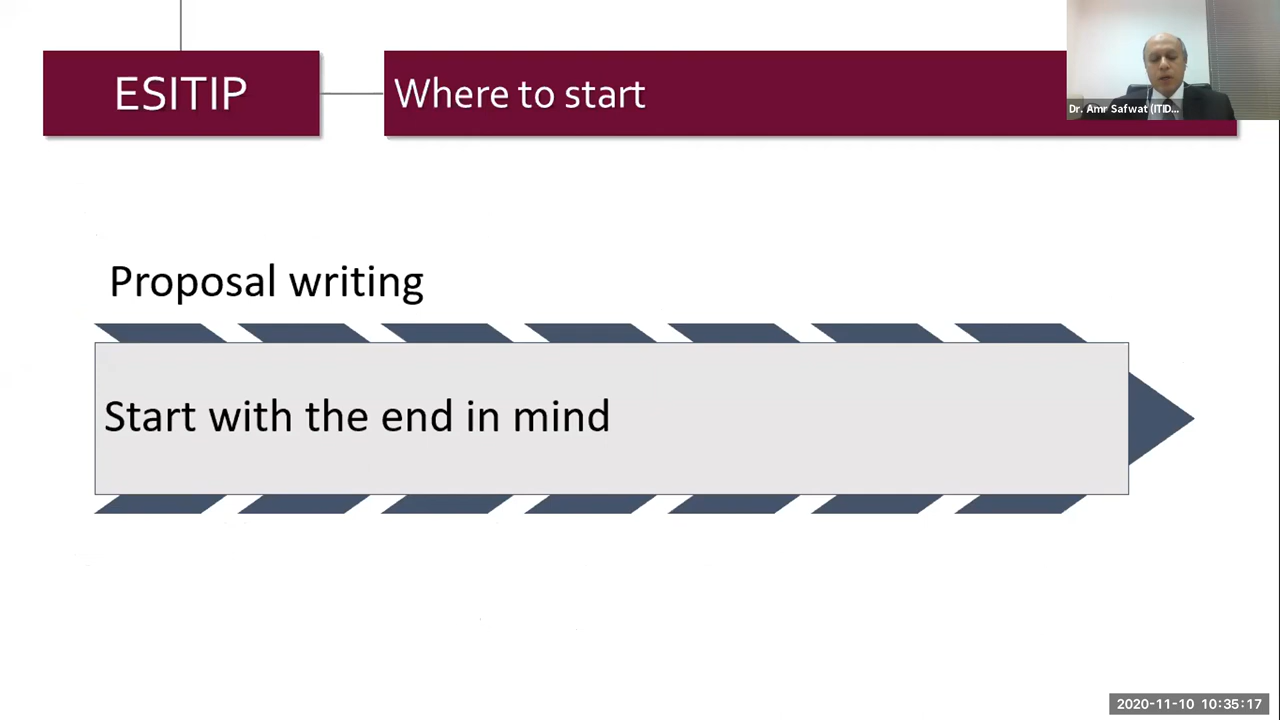 ESITIP
Where to start
Dr. Amr Safwat (ITID...
Proposal writing
Start with the end in mind
2020-11-10 10:35:17